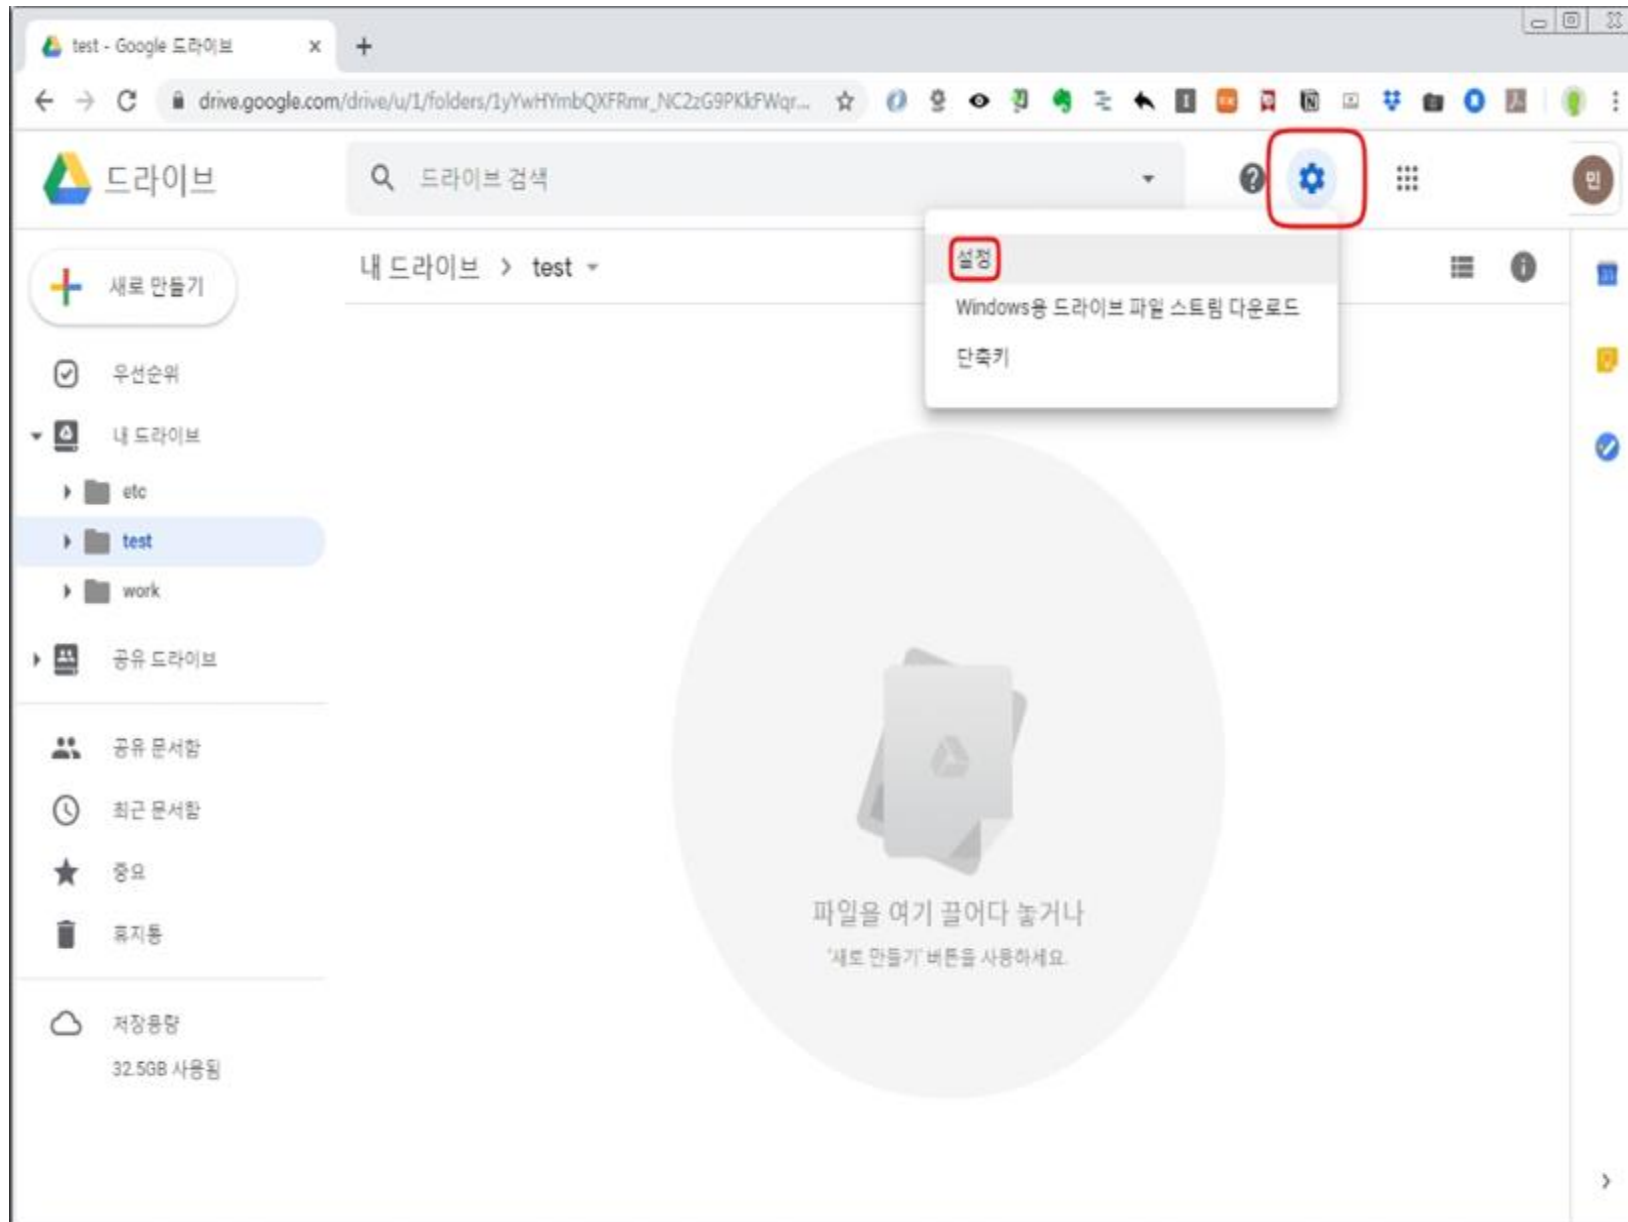 test - Google 드라이브
drive.google.com/drive/u/1/folders/1yYwHYmbQXFRmr_NC2zG9PKkFWqr...
드라이브
드라이브 검색
민
설정
Windows용 드라이브 파일 스트림 다운로드
단축키
내 드라이브 > test
새로 만들기
우선순위
내 드라이브
etc
test
work
공유 드라이브
공유 문서함
최근 문서함
중요
휴지통
저장용량
32.5GB 사용됨
파일을 여기 끌어다 놓거나
'새로 만들기' 버튼을 사용하세요.